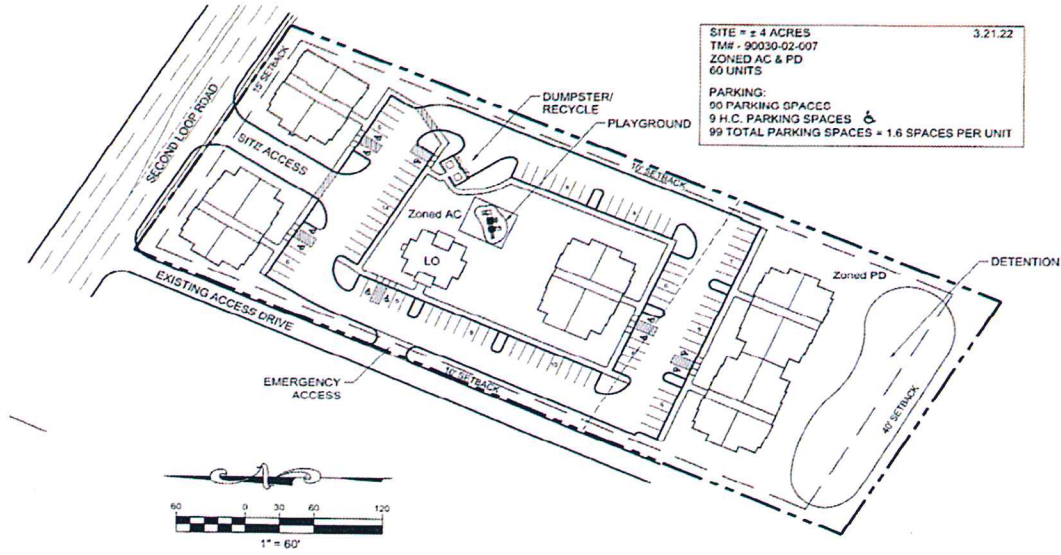 SITE = ± 4 ACRES 3.21.22
TM# - 90030-02-007
ZONED AC & PD
60 UNITS
PARKING:
90 PARKING SPACES
9 H.C. PARKING SPACES
99 TOTAL PARKING SPACES = 1.6 SPACES PER UNIT
DUMPSTER/
RECYCLE
PLAYGROUND
15' SETBACK
SECOND LOOP ROAD
SITE ACCESS
10' SETBACK
Zoned AC
LO
Zoned PD
DETENTION
EXISTING ACCESS DRIVE
EMERGENCY
ACCESS
10' SETBACK
40' SETBACK
60 0 30 60 120
1" = 60'